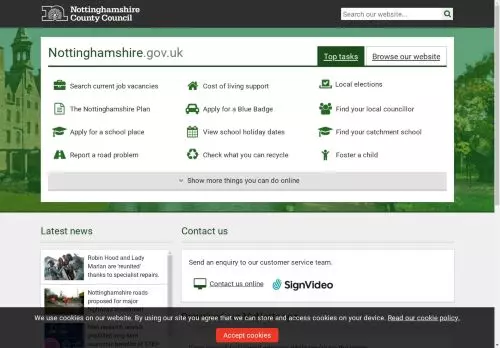 Nottinghamshire
County Council
Search our website...
Nottinghamshire.gov.uk
Top tasks
Browse our website
Search current job vacancies
Cost of living support
Local elections
The Nottinghamshire Plan
Apply for a Blue Badge
Find your local councillor
Apply for a school place
View school holiday dates
Find your catchment school
Report a road problem
Check what you can recycle
Foster a child
Show more things you can do online
Latest news
Contact us
Robin Hood and Lady
Marian are 'reunited'
thanks to specialist repairs.
Nottinghamshire roads
proposed for major
Send an enquiry to our customer service team.
Contact us online
SignVideo
We use cookies on our website. By using our site you agree that we can store and access cookies on your device. Read our cookie policy.
Accept cookies